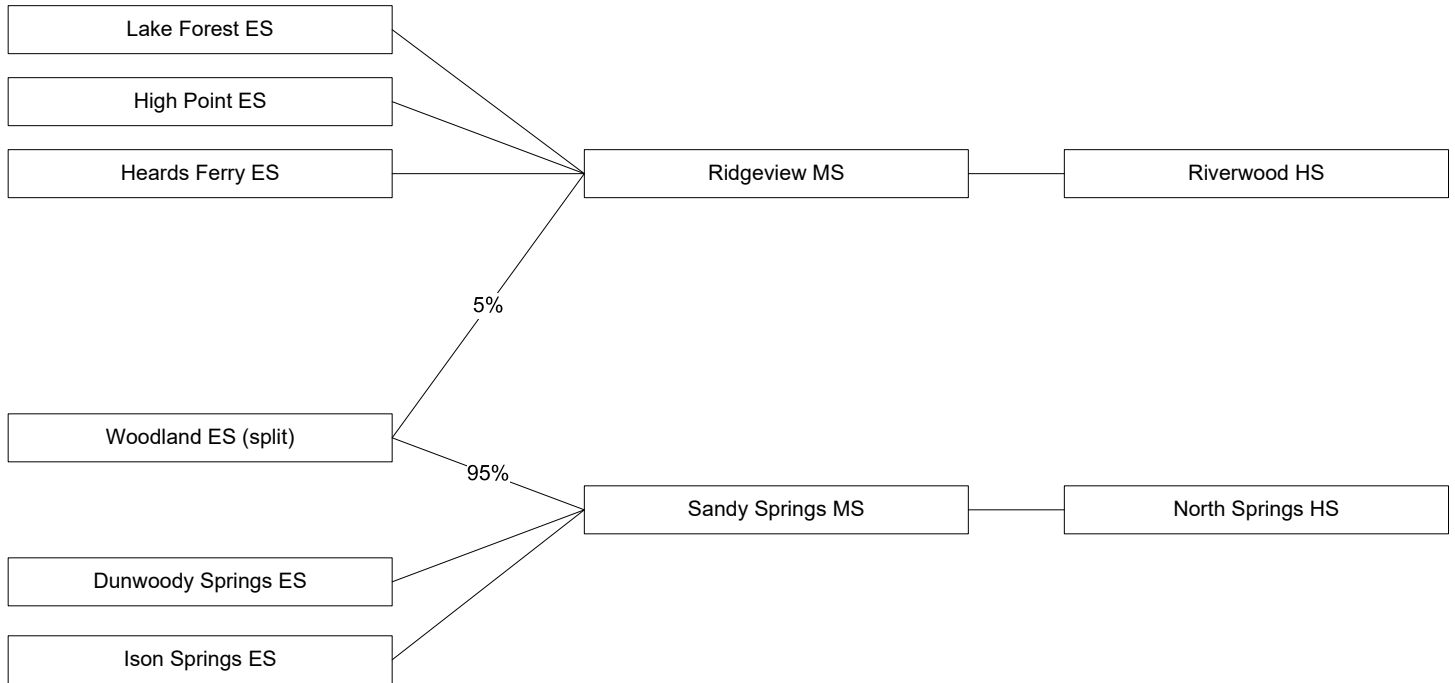 Lake Forest ES
High Point ES
Heards Ferry ES
Ridgeview MS
Riverwood HS
5%
Woodland ES (split)
95%
Sandy Springs MS
North Springs HS
Dunwoody Springs ES
Ison Springs ES